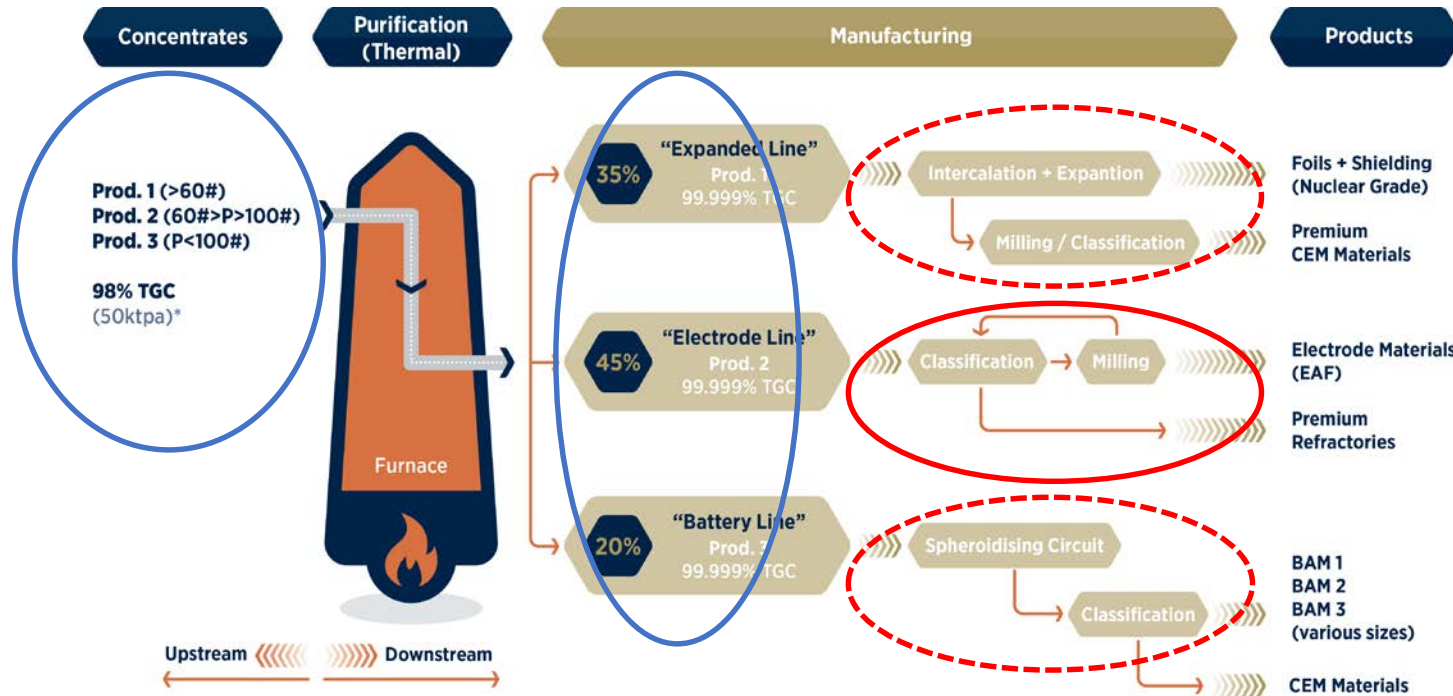 Concentrates
Purification
(Thermal)
Manufacturing
Products
Prod. 1 (>60#)
Prod. 2 (60#>P>100#)
Prod. 3 (P<100#)
98% TGC
(50ktpa)*
Furnace
Upstream
Downstream
35%
“Expanded Line”
Prod. 1
99.999% TGC
Intercalation + Expantion
Milling / Classification
Foils + Shielding
(Nuclear Grade)
Premium
CEM Materials
45%
“Electrode Line”
Prod. 2
99.999% TGC
Classification
Milling
Electrode Materials
(EAF)
Premium
Refractories
20%
“Battery Line”
Prod. 3
99.999% TGC
Spheroidising Circuit
Classification
BAM 1
BAM 2
BAM 3
(various sizes)
CEM Materials